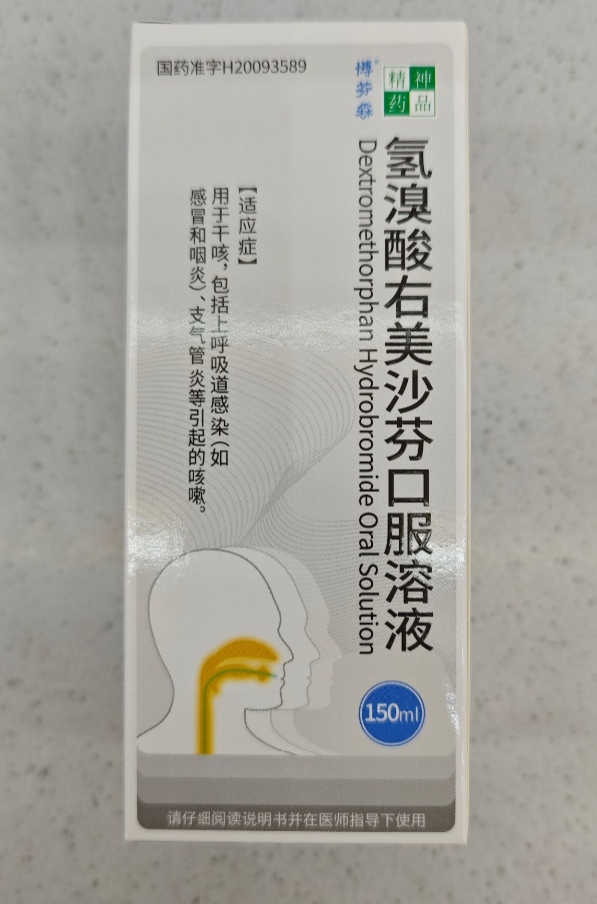 国药准字H20093589
搏芬霖®
精神
药品
氢溴酸右美沙芬口服溶液
Dextromethorphan Hydrobromide Oral Solution
【适应症】
用于干咳，包括上呼吸道感染（如
感冒和咽炎）、支气管炎等引起的咳嗽。
150ml
请仔细阅读说明书并在医师指导下使用